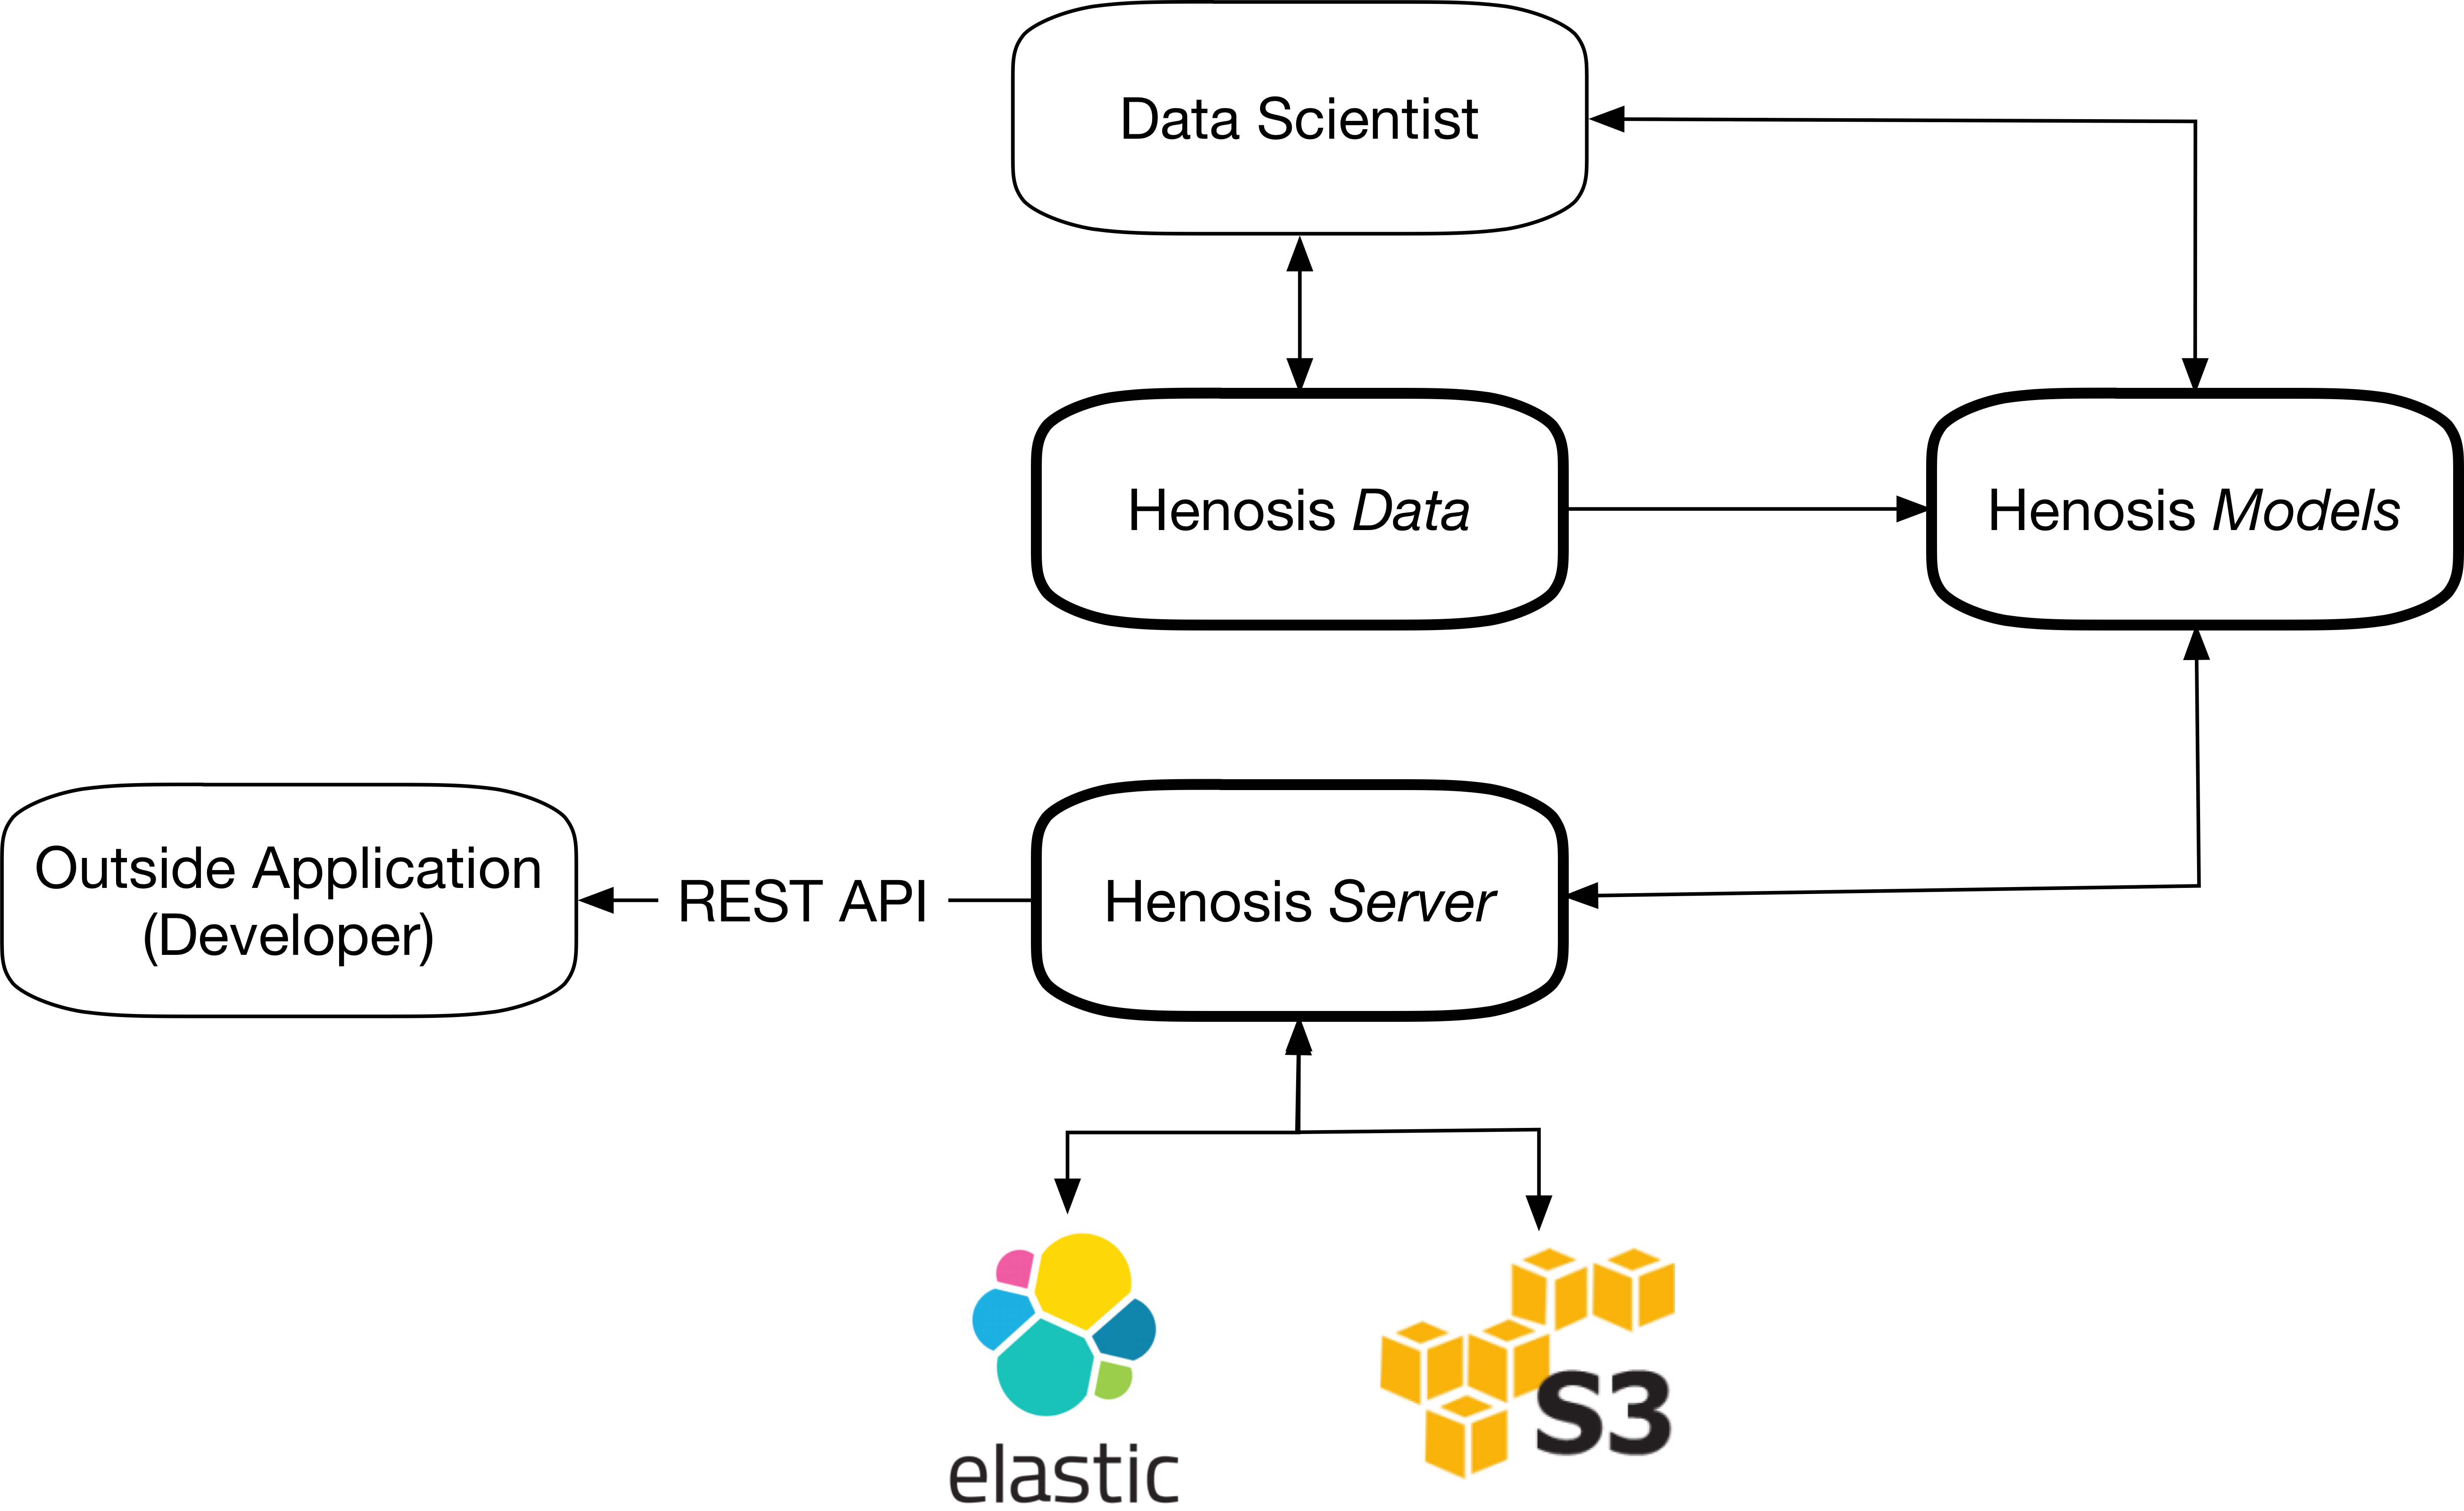 Data Scientist
Henosis Data
Henosis Models
Outside Application
(Developer)
REST API
Henosis Server
elastic
S3